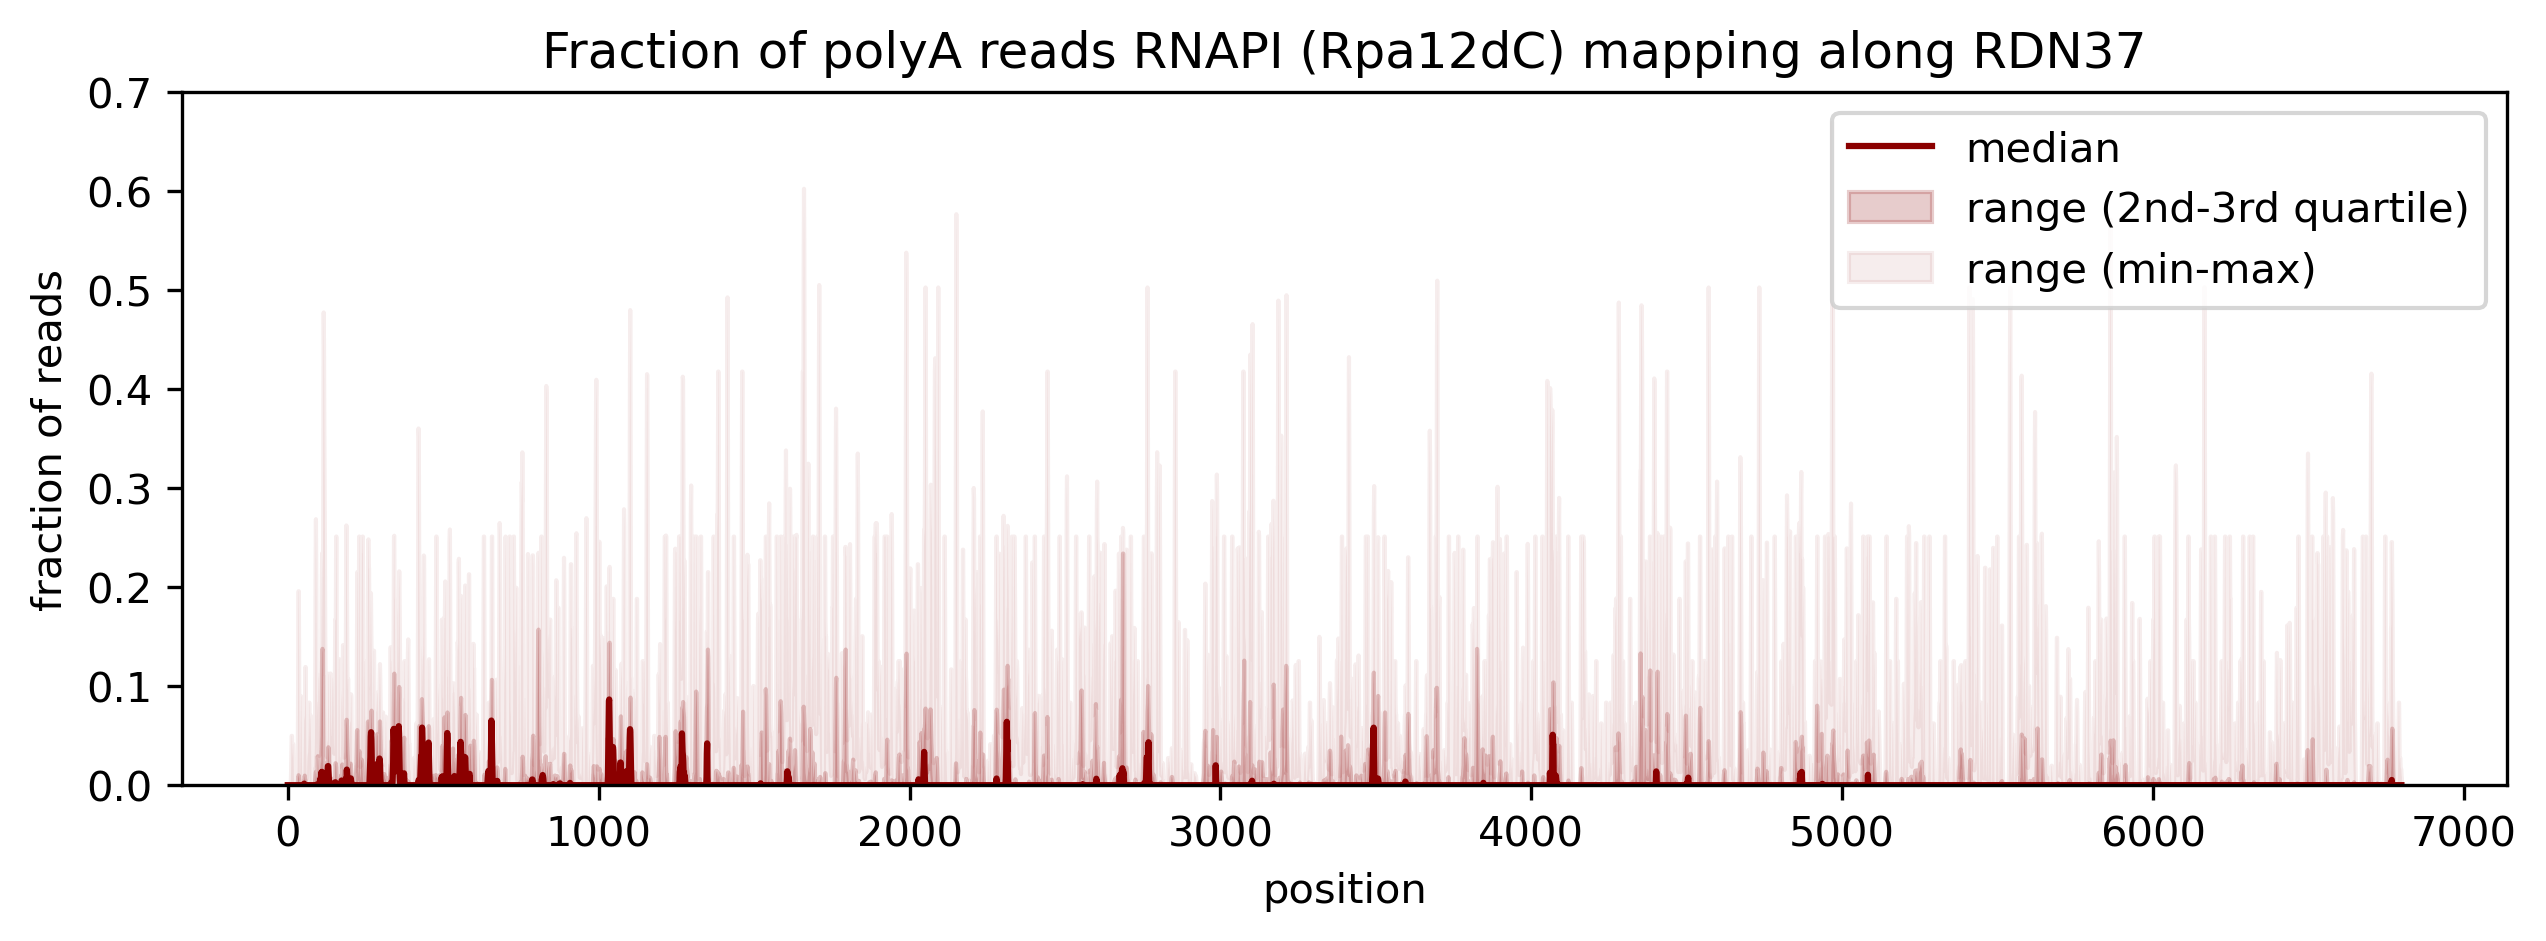 Fraction of polyA reads RNAPI (Rpa12dC) mapping along RDN37
0.7
0.6
0.5
0.4
0.3
0.2
0.1
0.0
fraction of reads
median
range (2nd-3rd quartile)
range (min-max)
0 1000 2000 3000 4000 5000 6000 7000
position